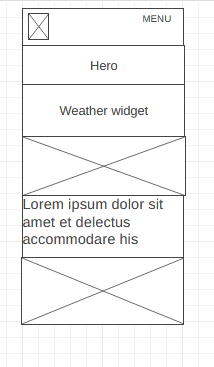 MENU
Hero
Weather widget
Lorem ipsum dolor sit
amet et delectus
accommodare his